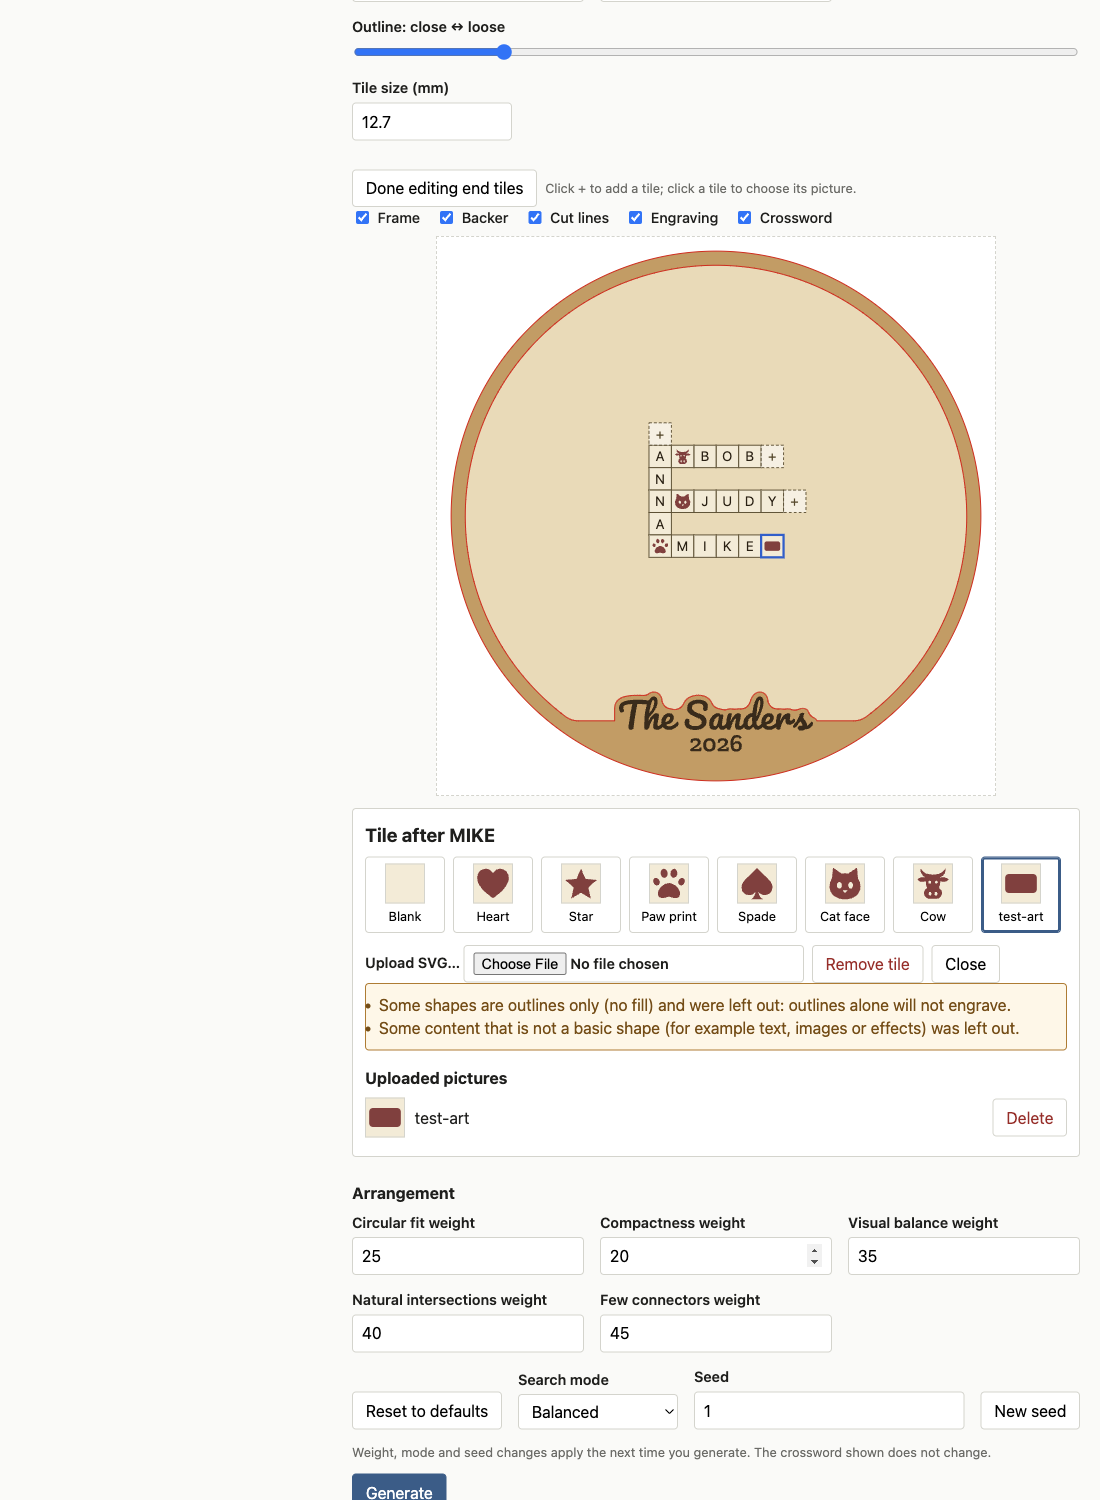 Outline: close ↔ loose
Tile size (mm)
12.7
Done editing end tiles Click + to add a tile; click a tile to choose its picture.
Frame Backer Cut lines Engraving Crossword
+
A B O B +
N
N J U D Y +
A
M I K E
The Sanders
2026
Tile after MIKE
Blank Heart Star Paw print Spade Cat face Cow test-art
Upload SVG... Choose File No file chosen Remove tile Close
• Some shapes are outlines only (no fill) and were left out: outlines alone will not engrave.
• Some content that is not a basic shape (for example text, images or effects) was left out.
Uploaded pictures
test-art Delete
Arrangement
Circular fit weight Compactness weight Visual balance weight
25 20 35
Natural intersections weight Few connectors weight
40 45
Search mode Seed
Reset to defaults Balanced 1 New seed
Weight, mode and seed changes apply the next time you generate. The crossword shown does not change.
Generate